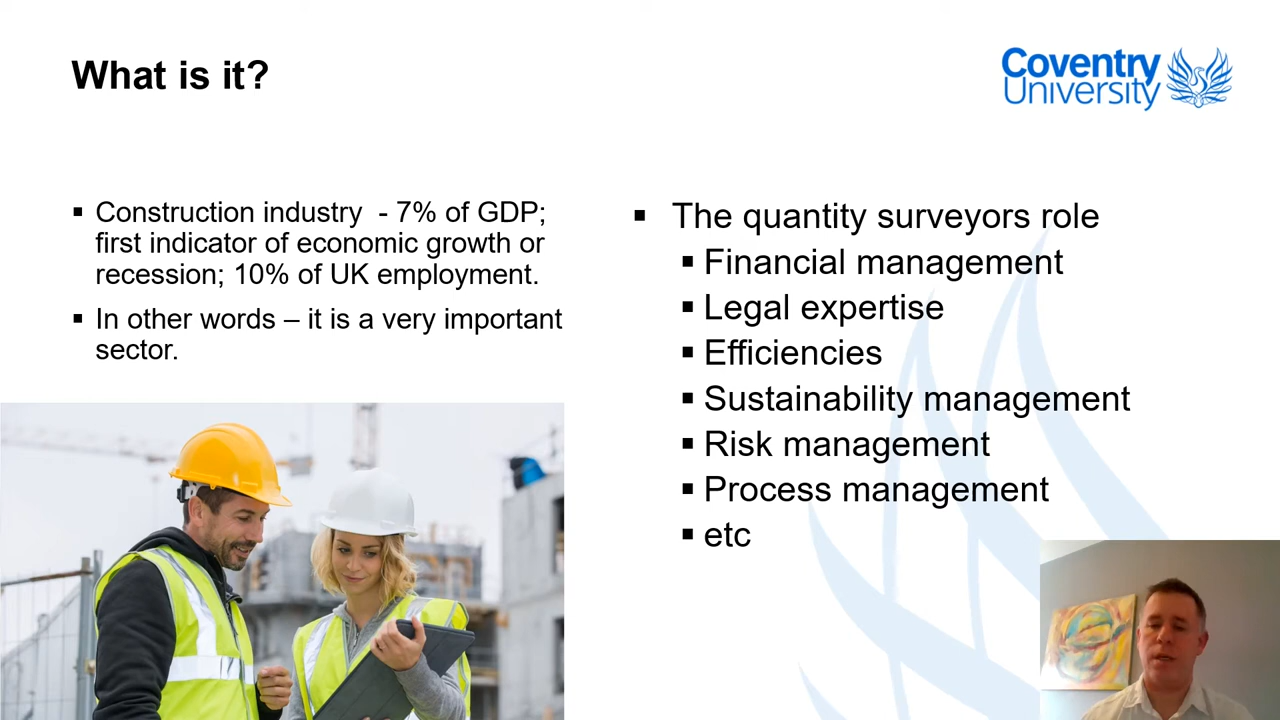 What is it?
Coventry
University
▪ Construction industry  - 7% of GDP;
first indicator of economic growth or
recession; 10% of UK employment.
▪ In other words – it is a very important
sector.
▪ The quantity surveyors role
▪ Financial management
▪ Legal expertise
▪ Efficiencies
▪ Sustainability management
▪ Risk management
▪ Process management
▪ etc